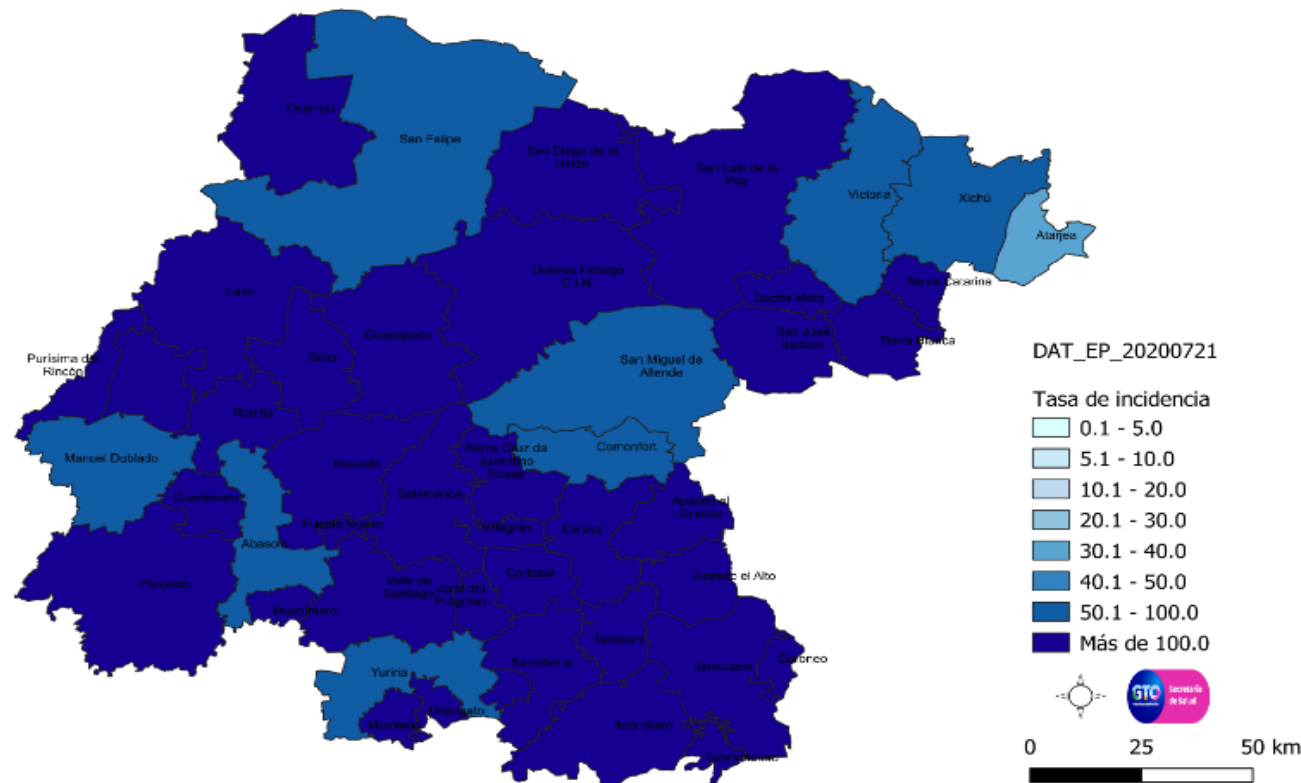 Ocampo
San Felipe
San Diego de la
Unión
San Luis de la
Paz
Victoria
Xichú
Atarjea
Dolores Hidalgo
C.I.N.
Santa Catarina
Doctor Mora
León
Guanajuato
San José
Iturbide
Tierra Blanca
Purísima del
Rincón
Silao
San Miguel de
Allende
Romita
Manuel Doblado
Irapuato
Santa Cruz de
Juventino
Rosas
Comonfort
Cuerámaro
Salamanca
Apaseo el
Grande
Pueblo Nuevo
Villagrán
Celaya
Abasolo
Pénjamo
Valle de
Santiago
Jaral del
Progreso
Cortazar
Apaseo el Alto
Huanímaro
Tarimoro
Yuriria
Salvatierra
Jerécuaro
Coroneo
Uriangato
Moroleón
Acámbaro
DAT_EP_20200721
Tasa de incidencia
0.1 - 5.0
5.1 - 10.0
10.1 - 20.0
20.1 - 30.0
30.1 - 40.0
40.1 - 50.0
50.1 - 100.0
Más de 100.0
GTO
Secretaría
de Salud
0 25 50 km